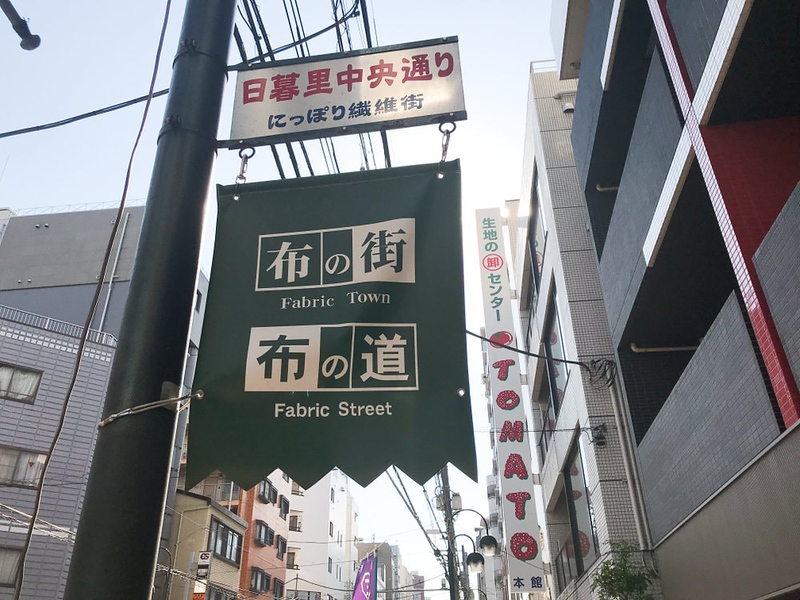 日暮里中央通り
にっぽり繊維街
布の街
Fabric Town
布の道
Fabric Street
生地の卸センター
TOMATO
本館